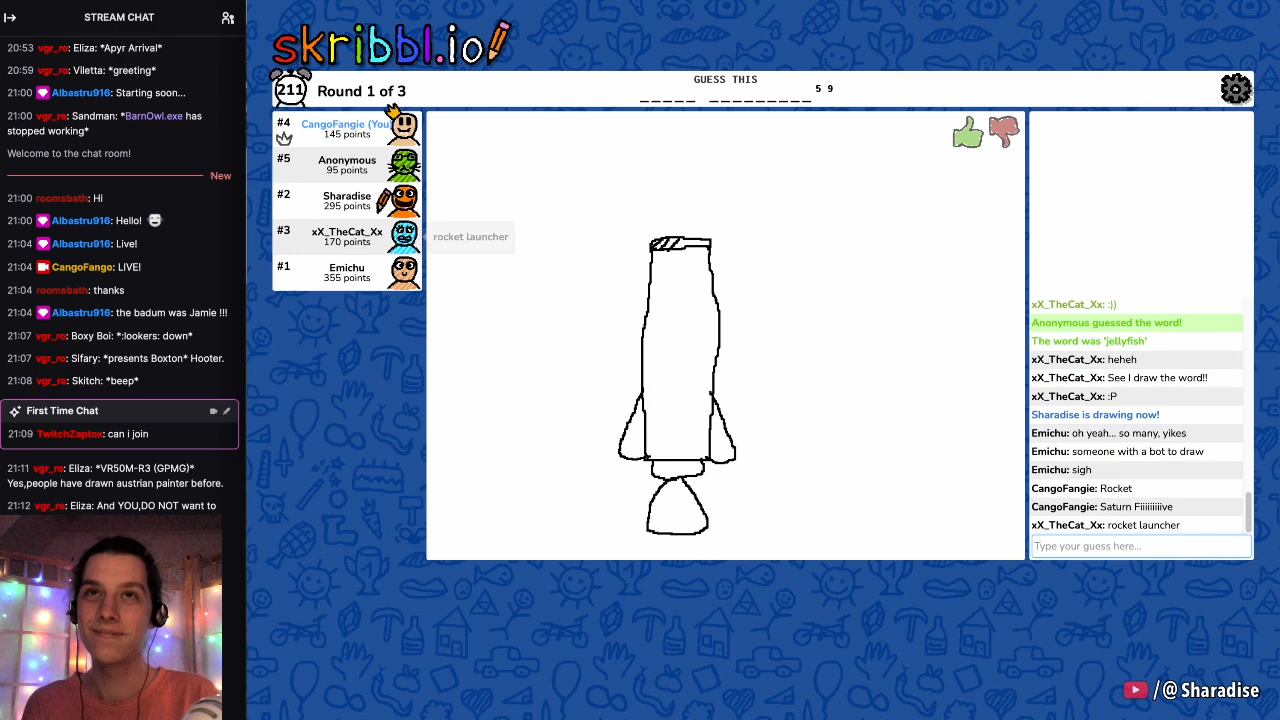 STREAM CHAT
20:53 vgr_ro: Eliza: *Apyr Arrival*
20:59 vgr_ro: Viletta: *greeting*
21:00 Albastru916: Starting soon...
21:00 vgr_ro: Samsun: *BarnOwl.exe has
stopped working*
Welcome to the chat room!
New
21:00 roomsbath: Hi
21:00 Albastru916: Hello!
21:04 Albastru916: Live!
21:04 CangoFango: LIVE!
21:04 roomsbath: thanks
21:04 Albastru916: the badum was Jamie !!!
21:07 vgr_ro: Boxy Boi: *:lookers: down*
21:07 vgr_ro: Slfary: *presents Boxton* Hooter.
21:08 vgr_ro: Skitch: *beep*
First Time Chat
21:09 TwitchZaptox: can i join
21:11 vgr_ro: Eliza: *VR50M-R3 (GPMG)*
Yes,people have drawn austrian painter before.
21:12 vgr_ro: Eliza: And YOU,DO NOT want to
skribbl.io
211
Round 1 of 3
GUESS THIS
_____ _________ 5 9
#4 CangoFangie (You)
145 points
#5 Anonymous
95 points
#2 Sharadise
295 points
#3 xX_TheCat_Xx
170 points
#1 Emichu
355 points
rocket launcher
xX_TheCat_Xx: :))
Anonymous guessed the word!
The word was 'jellyfish'
xX_TheCat_Xx: heheh
xX_TheCat_Xx: See I draw the word!!
xX_TheCat_Xx: :P
Sharadise is drawing now!
Emichu: oh yeah... so many, yikes
Emichu: someone with a bot to draw
Emichu: sigh
CangoFangie: Rocket
CangoFangie: Saturn Fiiiiiiiiive
xX_TheCat_Xx: rocket launcher
Type your guess here...
/@Sharadise